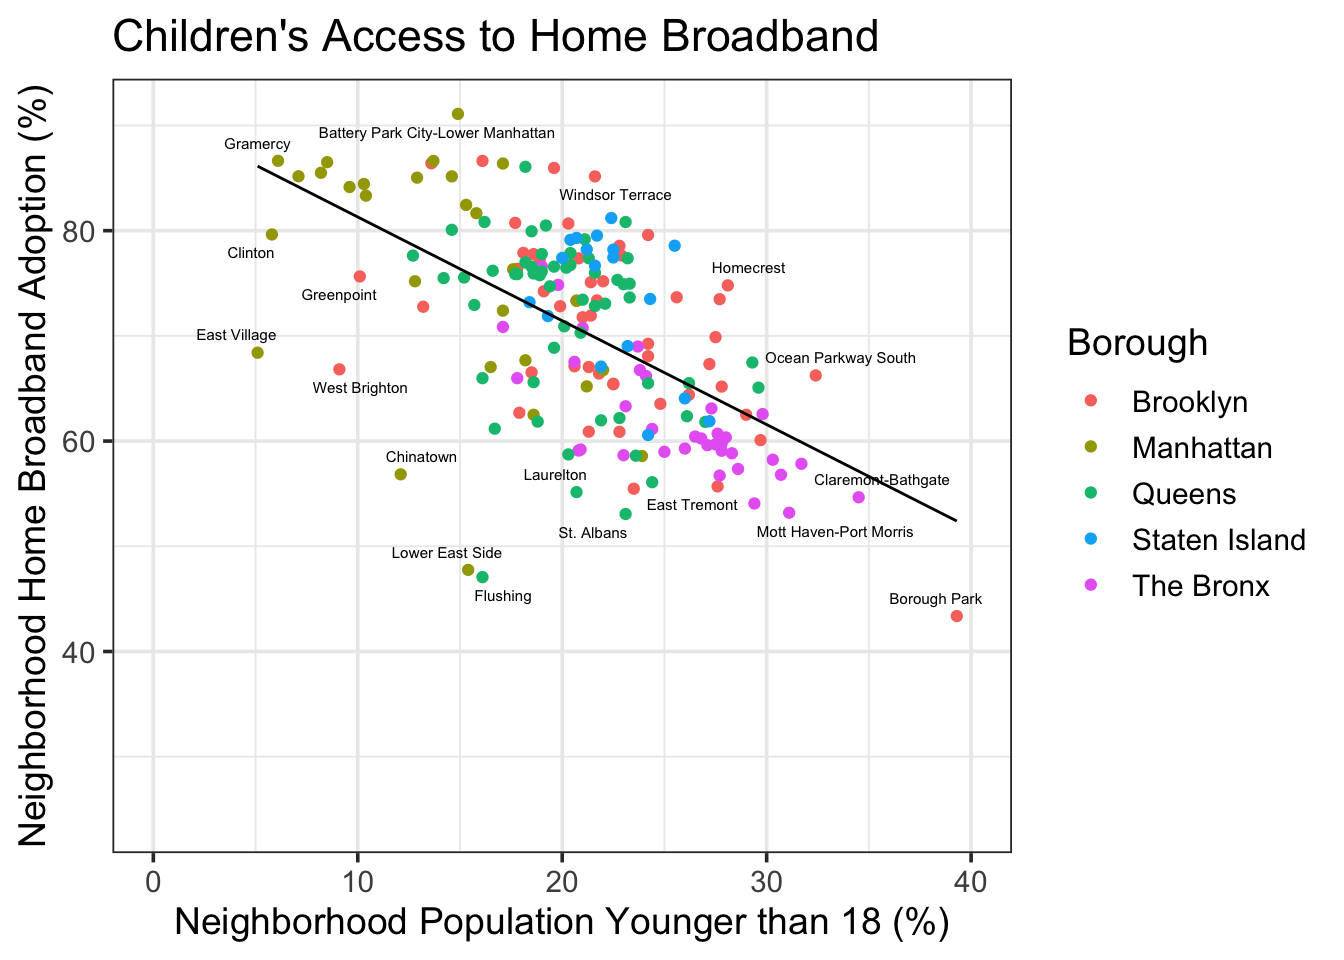 Children's Access to Home Broadband
Neighborhood Home Broadband Adoption (%)
80
60
40
Gramercy
Battery Park City-Lower Manhattan
Windsor Terrace
Clinton
Homecrest
Greenpoint
East Village
Ocean Parkway South
West Brighton
Chinatown
Laurelton
Claremont-Bathgate
East Tremont
St. Albans
Mott Haven-Port Morris
Lower East Side
Flushing
Borough Park
0
10
20
30
40
Neighborhood Population Younger than 18 (%)
Borough
Brooklyn
Manhattan
Queens
Staten Island
The Bronx